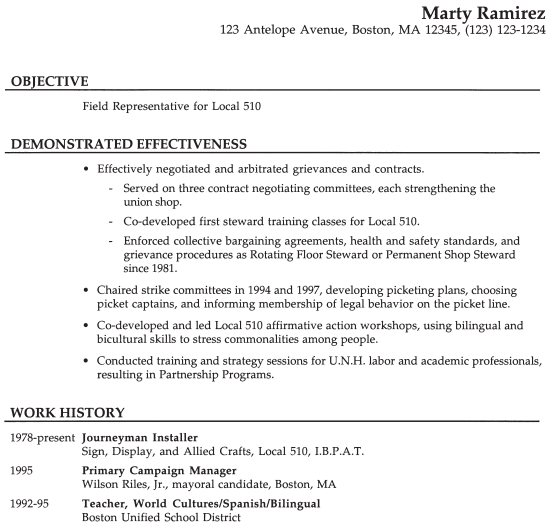 Marty Ramirez
123 Antelope Avenue, Boston, MA 12345, (123) 123-1234
OBJECTIVE
Field Representative for Local 510
DEMONSTRATED EFFECTIVENESS
• Effectively negotiated and arbitrated grievances and contracts.
- Served on three contract negotiating committees, each strengthening the
union shop.
- Co-developed first steward training classes for Local 510.
- Enforced collective bargaining agreements, health and safety standards, and
grievance procedures as Rotating Floor Steward or Permanent Shop Steward
since 1981.
• Chaired strike committees in 1994 and 1997, developing picketing plans, choosing
picket captains, and informing membership of legal behavior on the picket line.
• Co-developed and led Local 510 affirmative action workshops, using bilingual and
bicultural skills to stress commonalities among people.
• Conducted training and strategy sessions for U.N.H. labor and academic professionals,
resulting in Partnership Programs.
WORK HISTORY
1978-present Journeyman Installer
Sign, Display, and Allied Crafts, Local 510, I.B.P.A.T.
1995 Primary Campaign Manager
Wilson Riles, Jr., mayoral candidate, Boston, MA
1992-95 Teacher, World Cultures/Spanish/Bilingual
Boston Unified School District